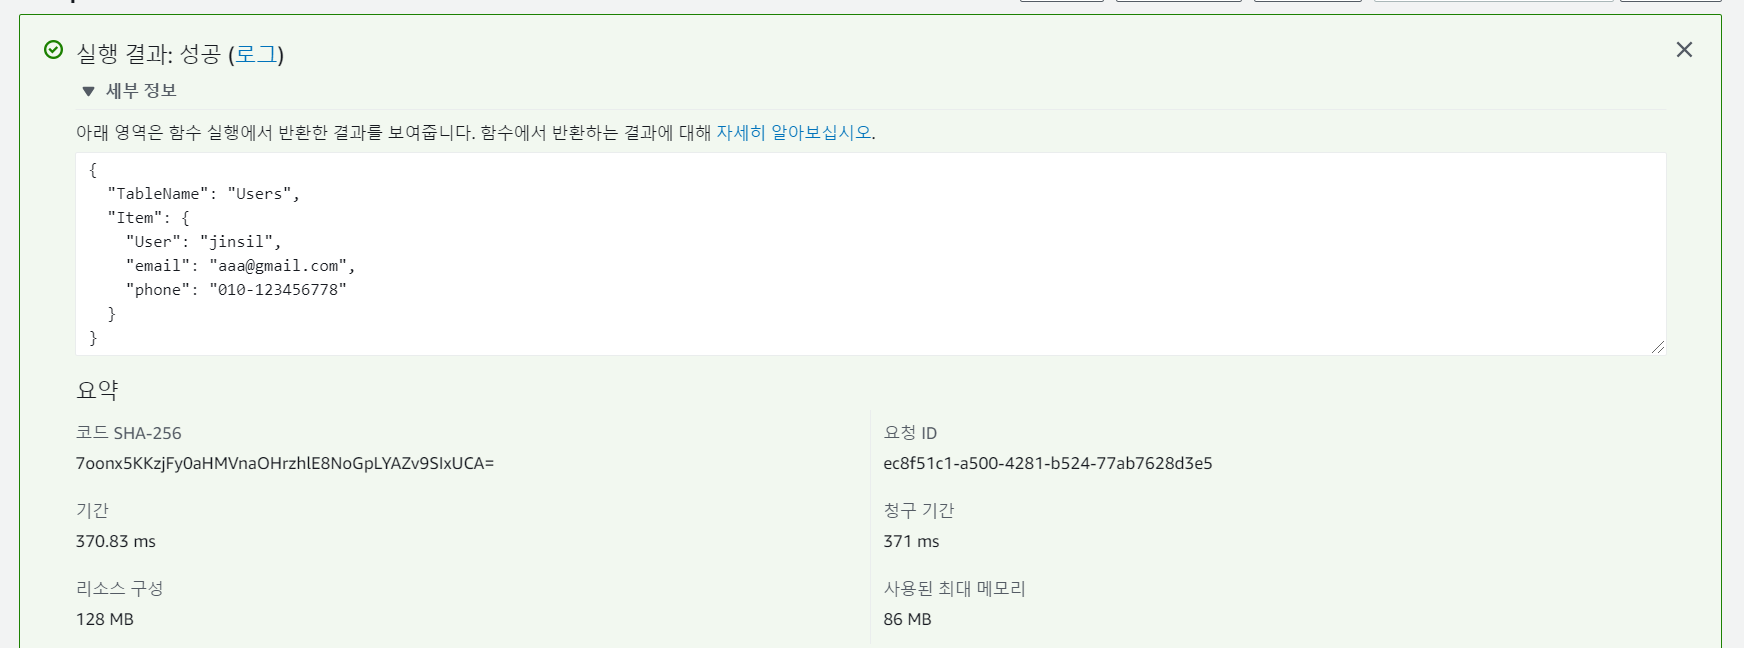 실행 결과: 성공 (로그)
▼ 세부 정보
아래 영역은 함수 실행에서 반환한 결과를 보여줍니다. 함수에서 반환하는 결과에 대해 자세히 알아보십시오.
{
  "TableName": "Users",
  "Item": {
    "User": "jinsil",
    "email": "aaa@gmail.com",
    "phone": "010-123456778"
  }
}
요약
코드 SHA-256
7oonx5KKzjFy0aHMVnaOHrzhlE8NoGpLYAZv9SIxUCA=
요청 ID
ec8f51c1-a500-4281-b524-77ab7628d3e5
기간
370.83 ms
청구 기간
371 ms
리소스 구성
128 MB
사용된 최대 메모리
86 MB